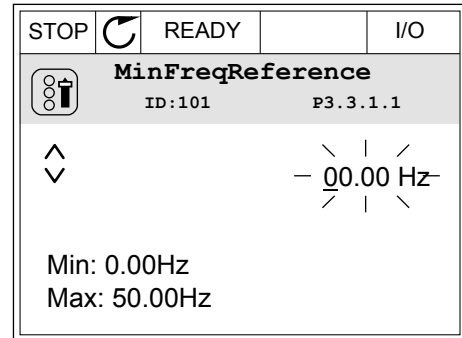 STOP READY I/O
MinFreqReference
ID:101 P3.3.1.1
00.00 Hz
Min: 0.00Hz
Max: 50.00Hz